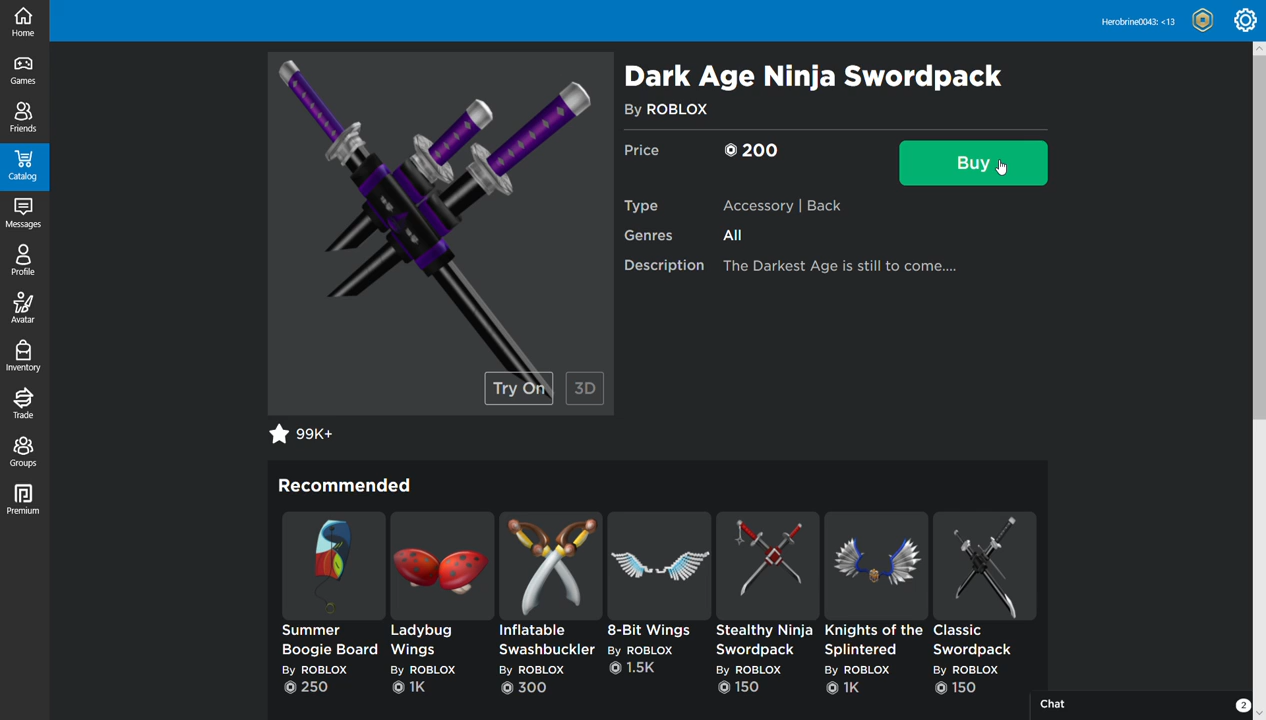 Herobrine0043: <13
Home
Games
Friends
Catalog
Messages
Profile
Avatar
Inventory
Trade
Groups
Premium
Dark Age Ninja Swordpack
By ROBLOX
Price 200
Buy
Type Accessory | Back
Genres All
Description The Darkest Age is still to come....
Try On 3D
99K+
Recommended
Summer
Boogie Board
By ROBLOX
250
Ladybug
Wings
By ROBLOX
1K
Inflatable
Swashbuckler
By ROBLOX
300
8-Bit Wings
By ROBLOX
1.5K
Stealthy Ninja
Swordpack
By ROBLOX
150
Knights of the
Splintered
By ROBLOX
1K
Classic
Swordpack
By ROBLOX
150
Chat 2